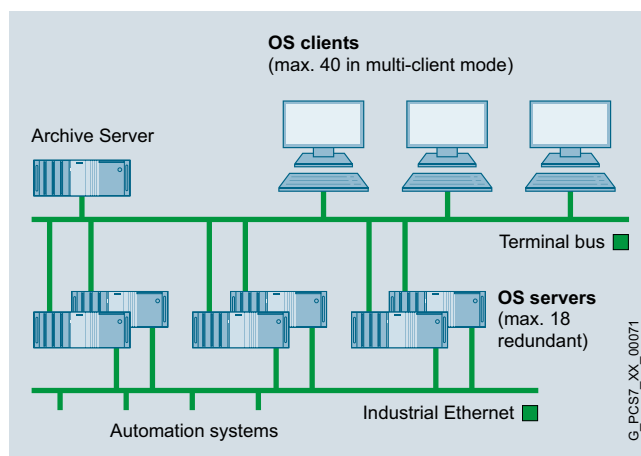 OS clients
(max. 40 in multi-client mode)
Archive Server
Terminal bus
OS servers
(max. 18
redundant)
Industrial Ethernet
Automation systems
G_PCS7_XX_00071